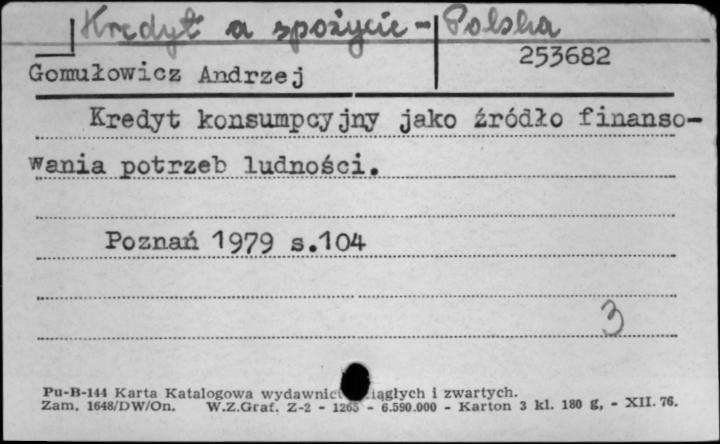 Kredyt a spożycie - Polska
253682
Gomułowicz Andrzej
Kredyt konsumpcyjny jako źródło finanso-
wania potrzeb ludności.
Poznań 1979 s.104
3
Pu-B-144 Karta Katalogowa wydawnict iągłych i zwartych.
Zam. 1648/DW/On. W.Z.Graf. Z-2 - 1265 - 6.590.000 - Karton 3 kl. 180 g, - XII. 76.